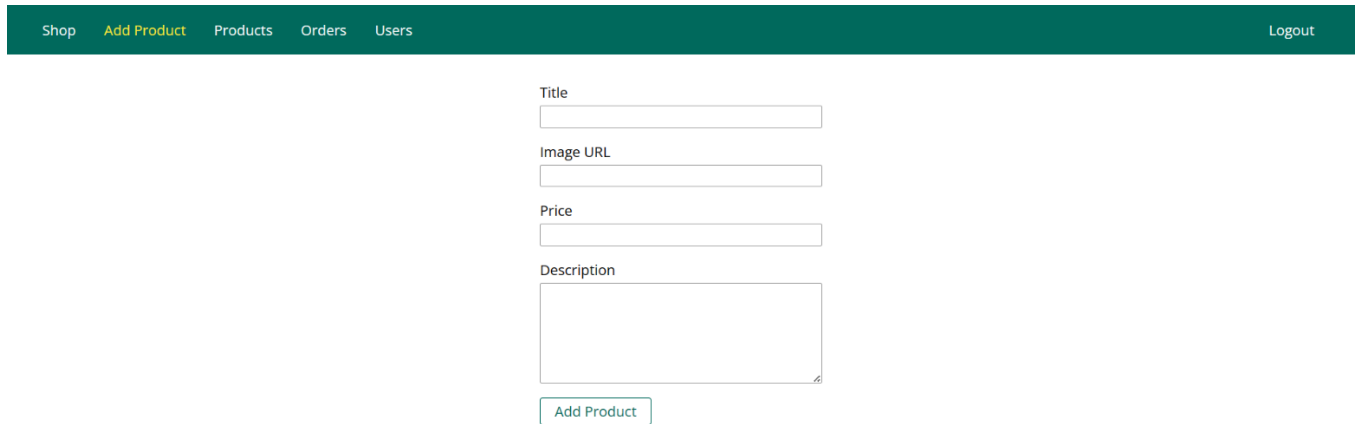 Shop Add Product Products Orders Users Logout
Title
Image URL
Price
Description
Add Product